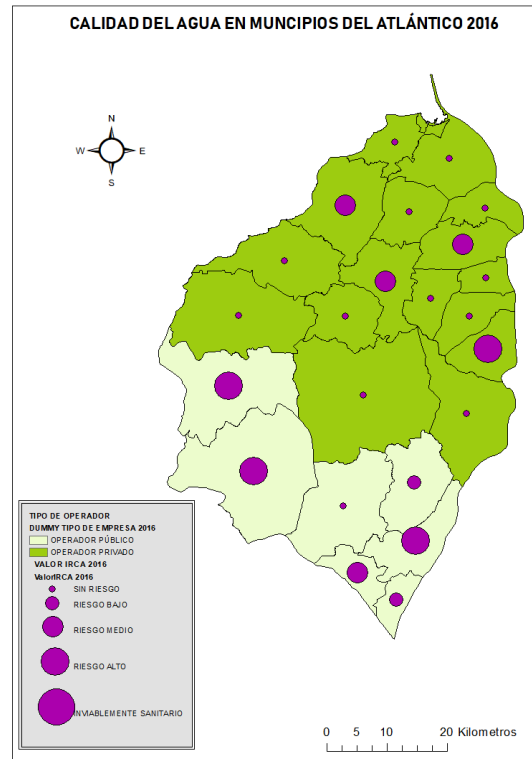 CALIDAD DEL AGUA EN MUNCIPIOS DEL ATLÁNTICO 2016
N
W E
S
TIPO DE OPERADOR
DUMMY TIPO DE EMPRESA 2016
OPERADOR PÚBLICO
OPERADOR PRIVADO
VALOR IRCA 2016
ValorIRCA 2016
SIN RIESGO
RIESGO BAJO
RIESGO MEDIO
RIESGO ALTO
INVIABLEMENTE SANITARIO
0 5 10 20 Kilometros